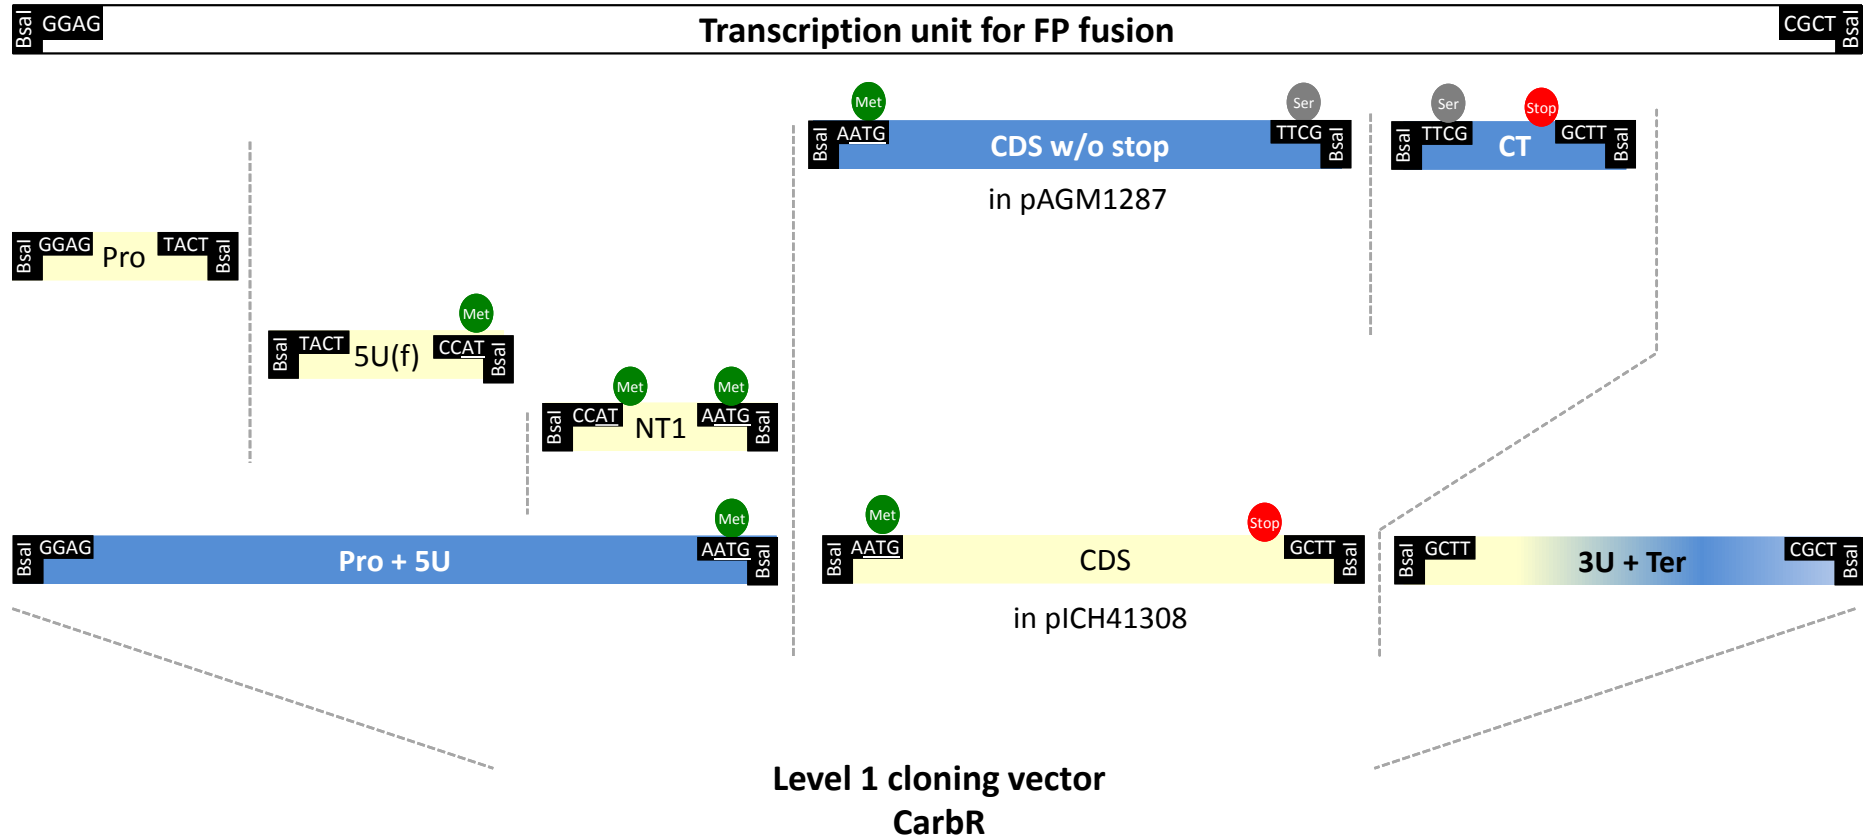 BsaI GGAG Transcription unit for FP fusion CGCT BsaI
Met Ser Ser Stop
BsaI AATG CDS w/o stop TTCG BsaI BsaI TTCG CT GCTT BsaI
in pAGM1287
BsaI GGAG Pro TACT BsaI
Met
BsaI TACT 5U(f) CCAT BsaI
Met Met
BsaI CCAT NT1 AATG BsaI
Met Met Stop
BsaI GGAG Pro + 5U AATG BsaI BsaI AATG CDS GCTT BsaI BsaI GCTT 3U + Ter CGCT BsaI
in pICH41308
Level 1 cloning vector
CarbR